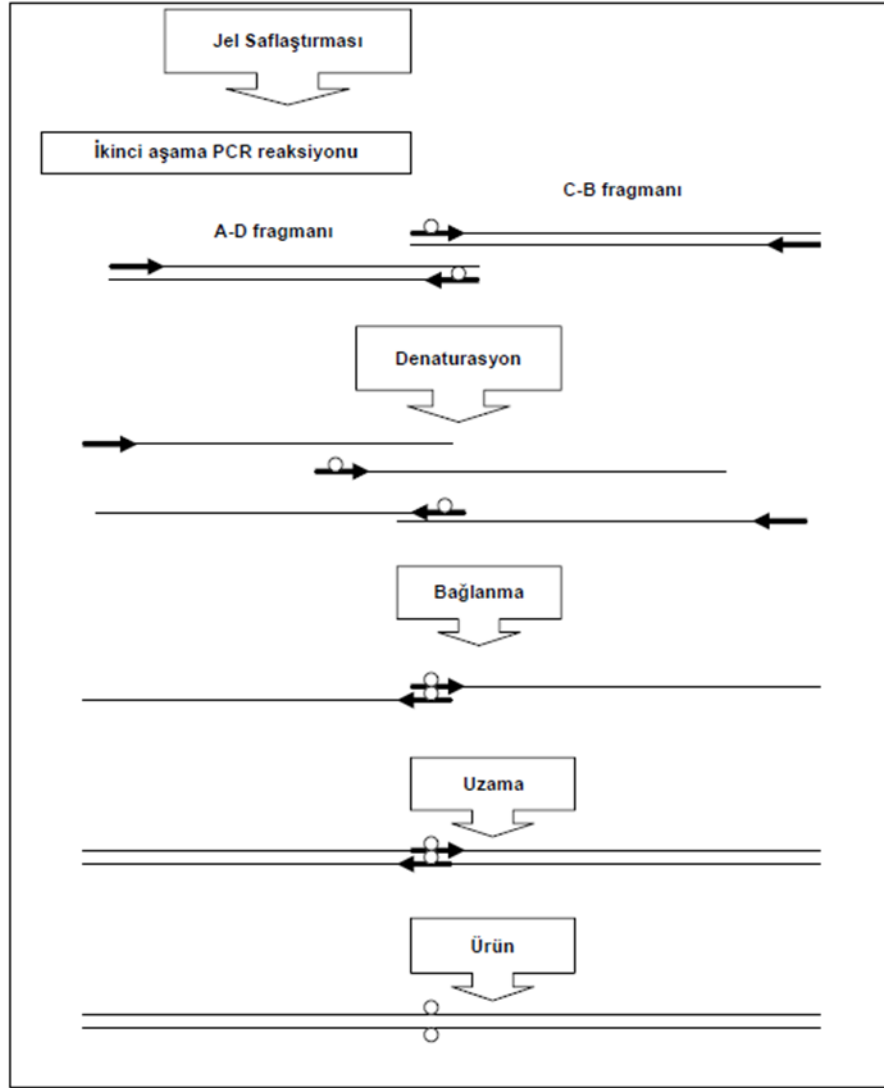 Jel Saflaştırması
İkinci aşama PCR reaksiyonu
C-B fragmanı
A-D fragmanı
Denaturasyon
Bağlanma
Uzama
Ürün